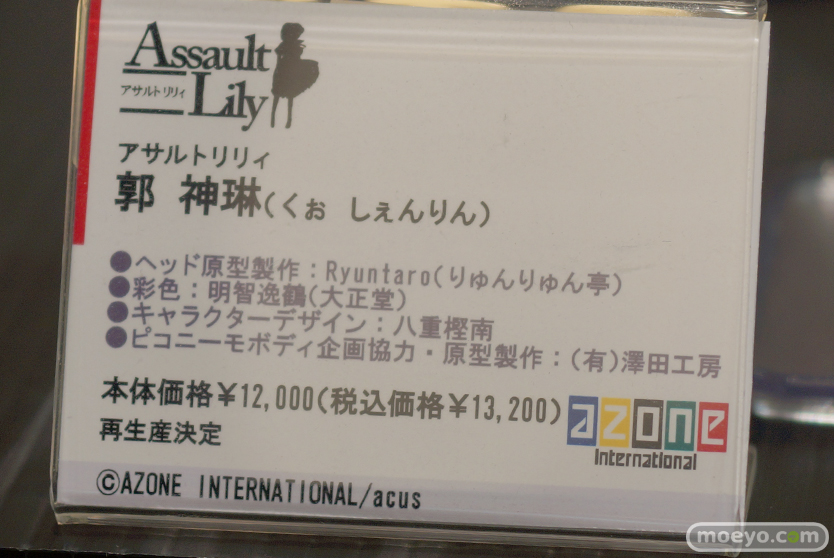 Assault
アサルトリリィ
Lily
アサルトリリィ
郭 神琳(くぉ しぇんりん)
●ヘッド原型製作：Ryuntaro(りゅんりゅん亭)
●彩色：明智逸鶴(大正堂)
●キャラクターデザイン：八重樫南
●ピコニーモボディ企画協力・原型製作：(有)澤田工房
本体価格￥12,000(税込価格￥13,200)
再生産決定
azone
International
©AZONE INTERNATIONAL/acus
moeyo.com